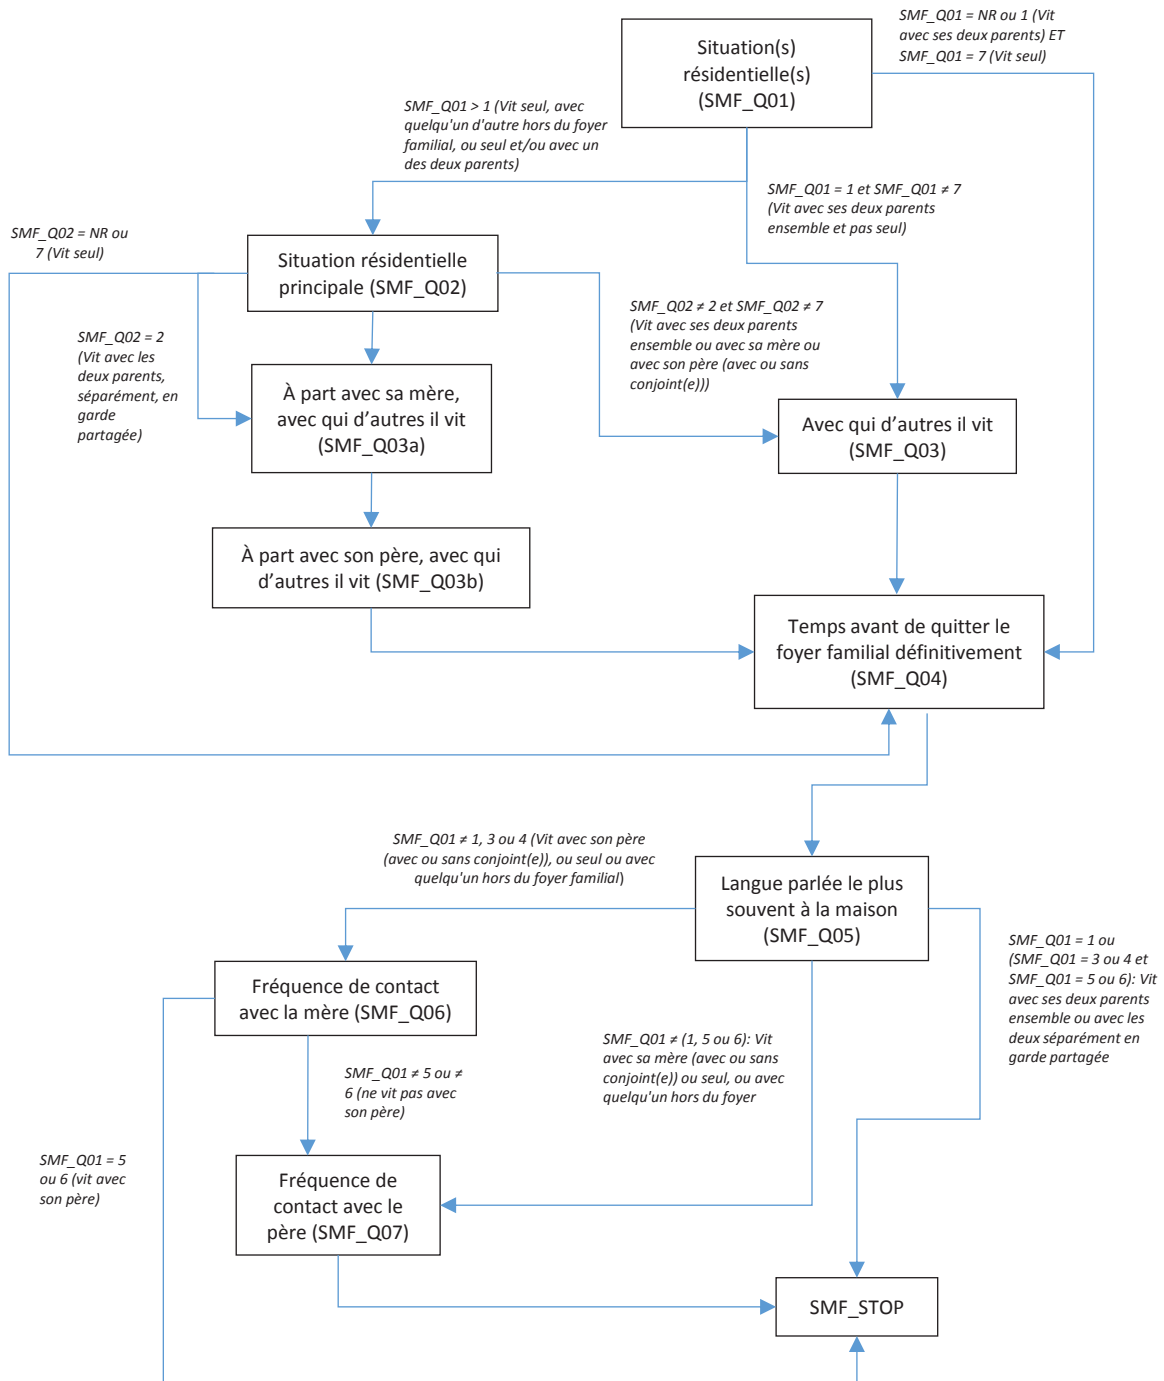 SMF_Q01 = NR ou 1 (Vit
avec ses deux parents) ET
SMF_Q01 = 7 (Vit seul)
Situation(s)
résidentielle(s)
(SMF_Q01)
SMF_Q01 > 1 (Vit seul, avec
quelqu'un d'autre hors du foyer
familial, ou seul et/ou avec un
des deux parents)
SMF_Q01 = 1 et SMF_Q01 ≠ 7
(Vit avec ses deux parents
ensemble et pas seul)
SMF_Q02 = NR ou
7 (Vit seul)
Situation résidentielle
principale (SMF_Q02)
SMF_Q02 ≠ 2 et SMF_Q02 ≠ 7
(Vit avec ses deux parents
ensemble ou avec sa mère ou
avec son père (avec ou sans
conjoint(e)))
SMF_Q02 = 2
(Vit avec les
deux parents,
séparément, en
garde
partagée)
À part avec sa mère,
avec qui d’autres il vit
(SMF_Q03a)
Avec qui d’autres il vit
(SMF_Q03)
À part avec son père, avec qui
d’autres il vit (SMF_Q03b)
Temps avant de quitter le
foyer familial définitivement
(SMF_Q04)
SMF_Q01 ≠ 1, 3 ou 4 (Vit avec son père
(avec ou sans conjoint(e)), ou seul ou avec
quelqu'un hors du foyer familial)
Langue parlée le plus
souvent à la maison
(SMF_Q05)
SMF_Q01 = 1 ou
(SMF_Q01 = 3 ou 4 et
SMF_Q01 = 5 ou 6): Vit
avec ses deux parents
ensemble ou avec les
deux séparément en
garde partagée
Fréquence de contact
avec la mère (SMF_Q06)
SMF_Q01 ≠ (1, 5 ou 6): Vit
avec sa mère (avec ou sans
conjoint(e)) ou seul, ou avec
quelqu'un hors du foyer
SMF_Q01 ≠ 5 ou ≠
6 (ne vit pas avec
son père)
SMF_Q01 = 5
ou 6 (vit avec
son père)
Fréquence de
contact avec le
père (SMF_Q07)
SMF_STOP